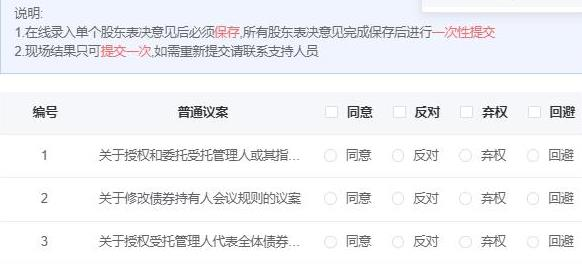 说明:
1.在线录入单个股东表决意见后必须保存,所有股东表决意见完成保存后进行一次性提交
2.现场结果只可提交一次,如需重新提交请联系支持人员
编号 普通议案 同意 反对 弃权 回避
1 关于授权和委托受托管理人或其指... 同意 反对 弃权 回避
2 关于修改债券持有人会议规则的议案 同意 反对 弃权 回避
3 关于授权受托管理人代表全体债券... 同意 反对 弃权 回避